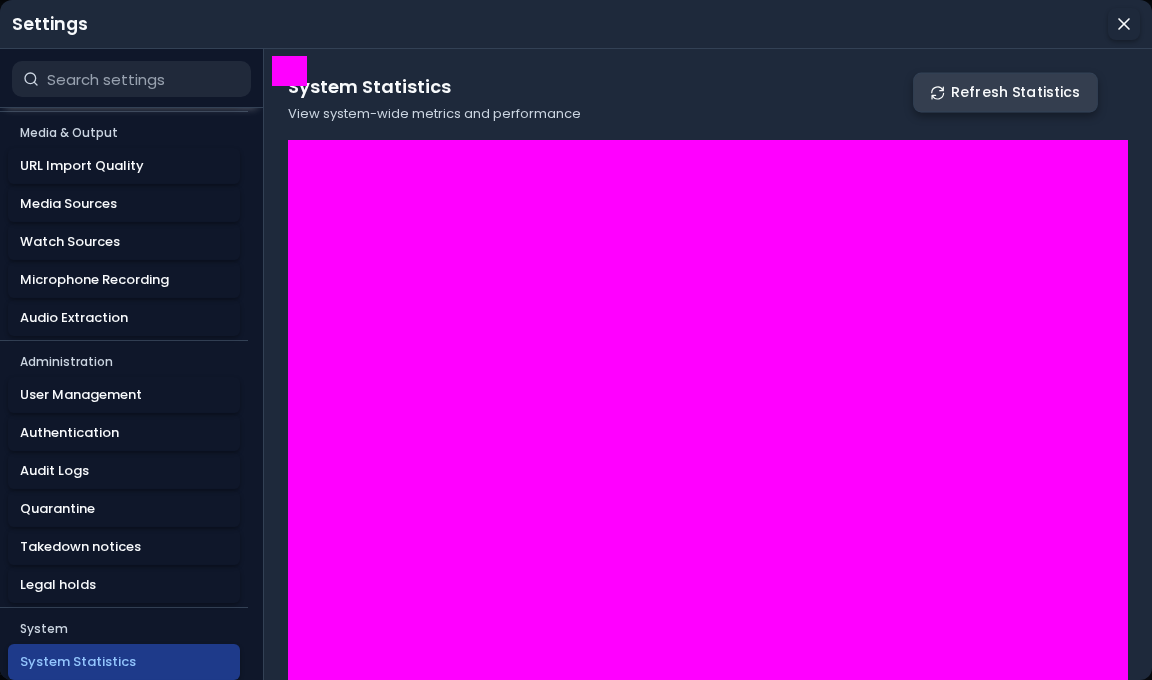 Settings
Search settings
Media & Output
URL Import Quality
Media Sources
Watch Sources
Microphone Recording
Audio Extraction
Administration
User Management
Authentication
Audit Logs
Quarantine
Takedown notices
Legal holds
System
System Statistics
System Statistics
View system-wide metrics and performance
Refresh Statistics